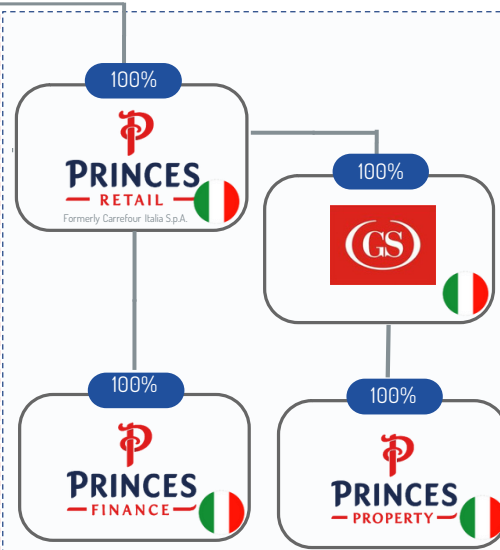 100%
PRINCES
RETAIL
Formerly Carrefour Italia S.p.A.
100%
GS
100%
PRINCES
FINANCE
100%
PRINCES
PROPERTY